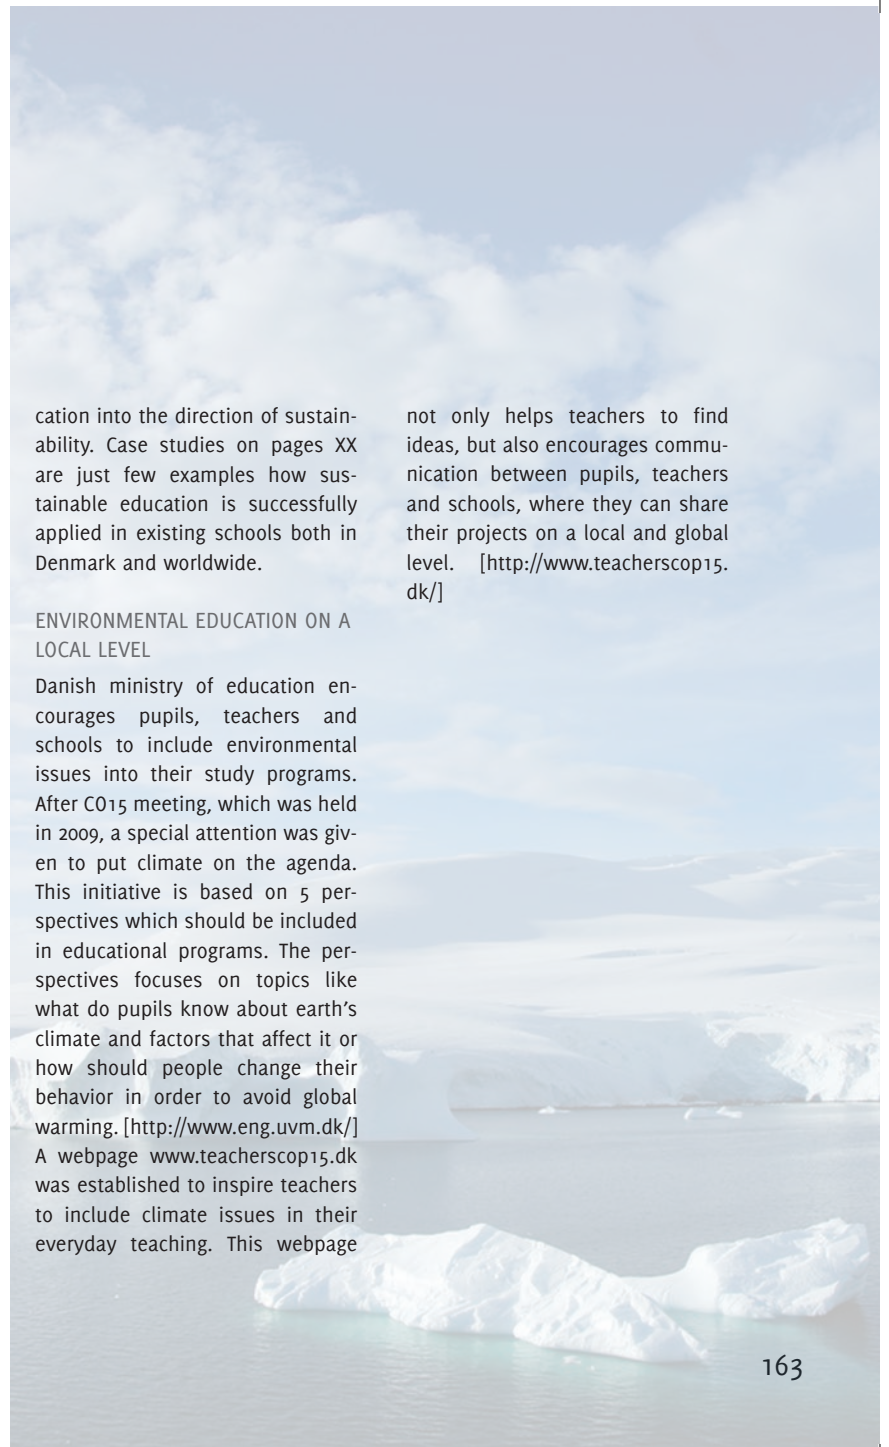 cation into the direction of sustain-
ability. Case studies on pages XX
are just few examples how sus-
tainable education is successfully
applied in existing schools both in
Denmark and worldwide.
ENVIRONMENTAL EDUCATION ON A
LOCAL LEVEL
Danish ministry of education en-
courages pupils, teachers and
schools to include environmental
issues into their study programs.
After CO15 meeting, which was held
in 2009, a special attention was giv-
en to put climate on the agenda.
This initiative is based on 5 per-
spectives which should be included
in educational programs. The per-
spectives focuses on topics like
what do pupils know about earth’s
climate and factors that affect it or
how should people change their
behavior in order to avoid global
warming. [http://www.eng.uvm.dk/]
A webpage www.teacherscop15.dk
was established to inspire teachers
to include climate issues in their
everyday teaching. This webpage
not only helps teachers to find
ideas, but also encourages commu-
nication between pupils, teachers
and schools, where they can share
their projects on a local and global
level. [http://www.teacherscop15.
dk/]
163